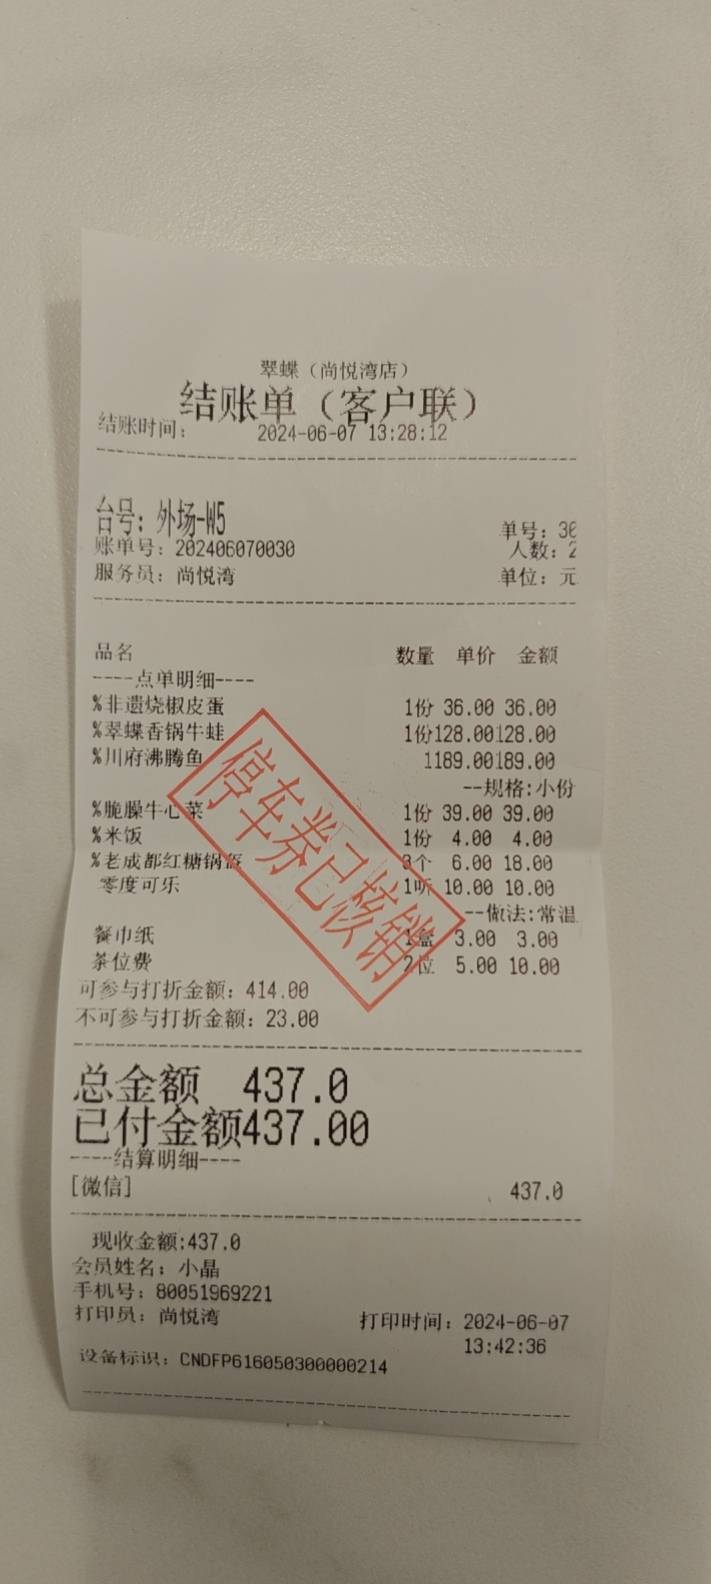 翠蝶（尚悦湾店）
结账单（客户联）
结账时间： 2024-06-07 13:28:12
台号：外场-W5
单号：36
账单号：202406070030 人数：2
服务员：尚悦湾 单位：元
品名 数量 单价 金额
----点单明细----
%非遗烧椒皮蛋 1份 36.00 36.00
%翠蝶香锅牛蛙 1份128.00128.00
%川府沸腾鱼 1189.00189.00
--规格:小份
%脆臊牛心菜 1份 39.00 39.00
%米饭 1份 4.00 4.00
%老成都红糖锅盔 3个 6.00 18.00
零度可乐 1听 10.00 10.00
--做法:常温
餐巾纸 1盒 3.00 3.00
茶位费 2位 5.00 10.00
可参与打折金额：414.00
不可参与打折金额：23.00
停车券已核销
总金额 437.0
已付金额437.00
----结算明细----
[微信] 437.0
现收金额:437.0
会员姓名：小晶
手机号：80051969221
打印员：尚悦湾 打印时间：2024-06-07
13:42:36
设备标识：CNDFP616050300000214